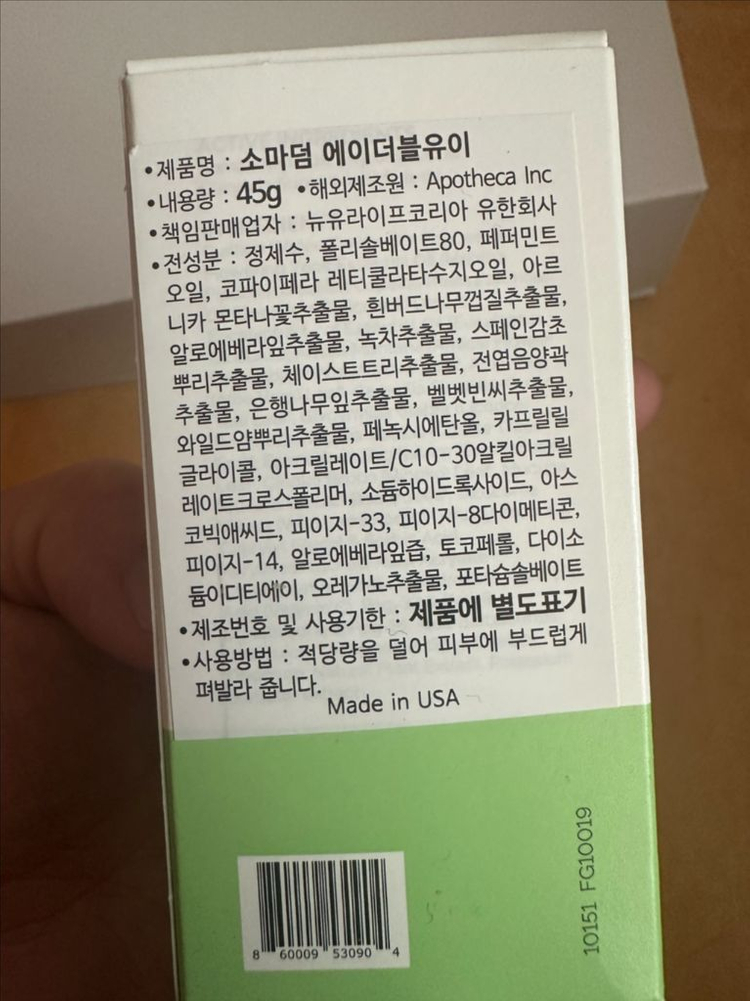 •제품명 : 소마덤 에이더블유이
•내용량 : 45g •해외제조원 : Apotheca Inc
•책임판매업자 : 뉴유라이프코리아 유한회사
•전성분 : 정제수, 폴리솔베이트80, 페퍼민트
오일, 코파이페라 레티쿨라타수지오일, 아르
니카 몬타나꽃추출물, 흰버드나무껍질추출물,
알로에베라잎추출물, 녹차추출물, 스페인감초
뿌리추출물, 체이스트트리추출물, 전엽음양곽
추출물, 은행나무잎추출물, 벨벳빈씨추출물,
와일드얌뿌리추출물, 페녹시에탄올, 카프릴릴
글라이콜, 아크릴레이트/C10-30알킬아크릴
레이트크로스폴리머, 소듐하이드록사이드, 아스
코빅애씨드, 피이지-33, 피이지-8다이메티콘,
피이지-14, 알로에베라잎즙, 토코페롤, 다이소
듐이디티에이, 오레가노추출물, 포타슘솔베이트
•제조번호 및 사용기한 : 제품에 별도표기
•사용방법 : 적당량을 덜어 피부에 부드럽게
펴발라 줍니다.
Made in USA
10151 FG10019
8 60009 53090 4